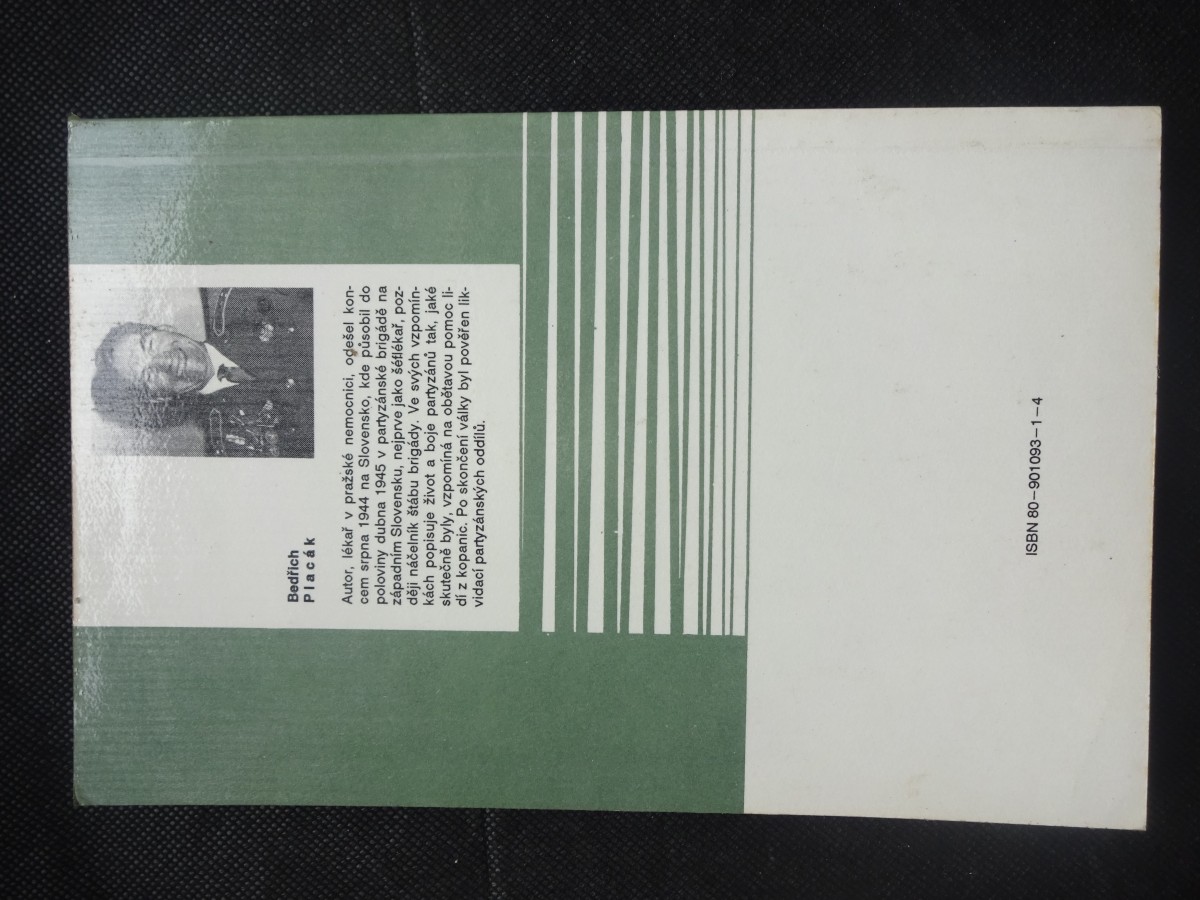 Bedřich
Placák
Autor, lékař v pražské nemocnici, odešel kon-
cem srpna 1944 na Slovensko, kde působil do
poloviny dubna 1945 v partyzánské brigádě na
západním Slovensku, nejprve jako šéflékař, poz-
ději náčelník štábu brigády. Ve svých vzpomín-
kách popisuje život a boje partyzánů tak, jaké
skutečně byly, vzpomíná na obětavou pomoc li-
dí z kopanic. Po skončení války byl pověřen lik-
vidací partyzánských oddílů.
ISBN 80–901093–1–4